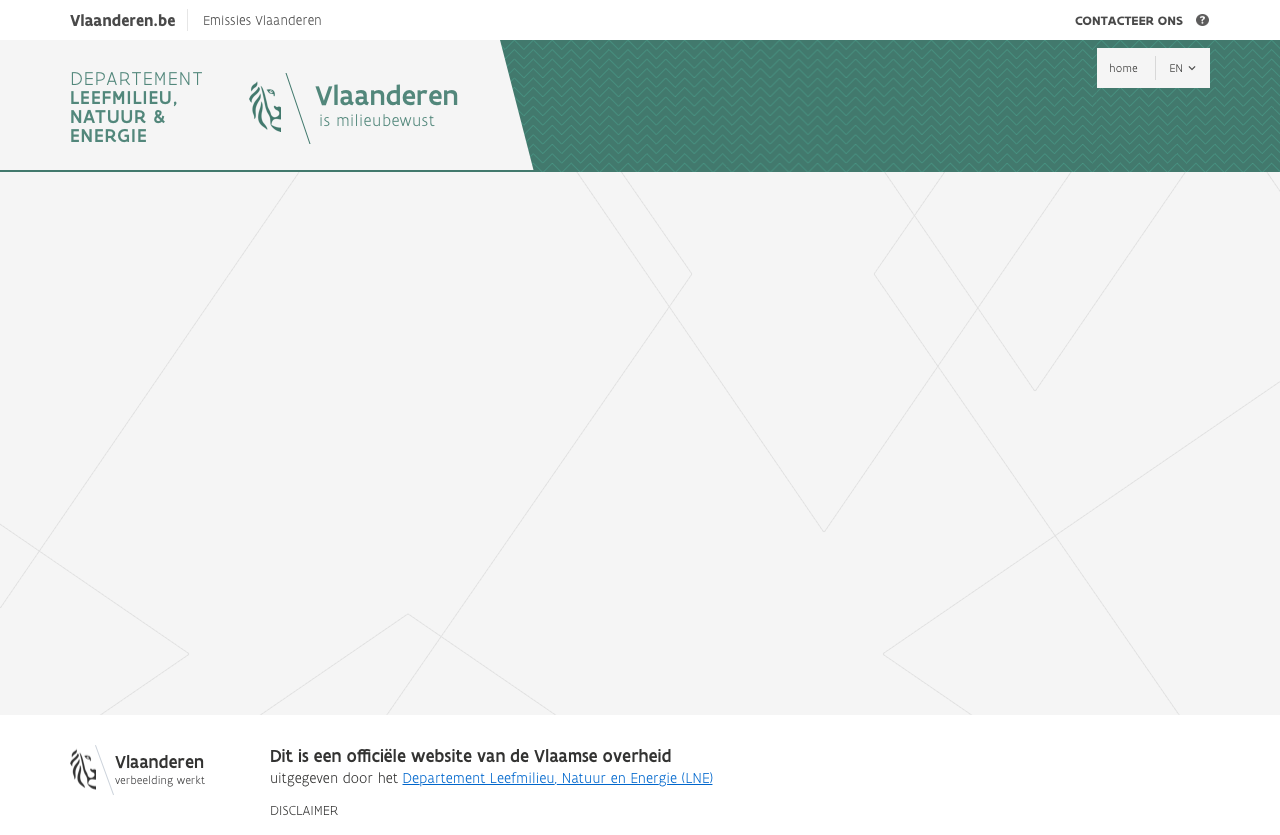 Vlaanderen.be
Emissies Vlaanderen
CONTACTEER ONS
?
home
EN
DEPARTEMENT
LEEFMILIEU,
NATUUR &
ENERGIE
Vlaanderen
is milieubewust
Vlaanderen
verbeelding werkt
Dit is een officiële website van de Vlaamse overheid
uitgegeven door het Departement Leefmilieu, Natuur en Energie (LNE)
DISCLAIMER